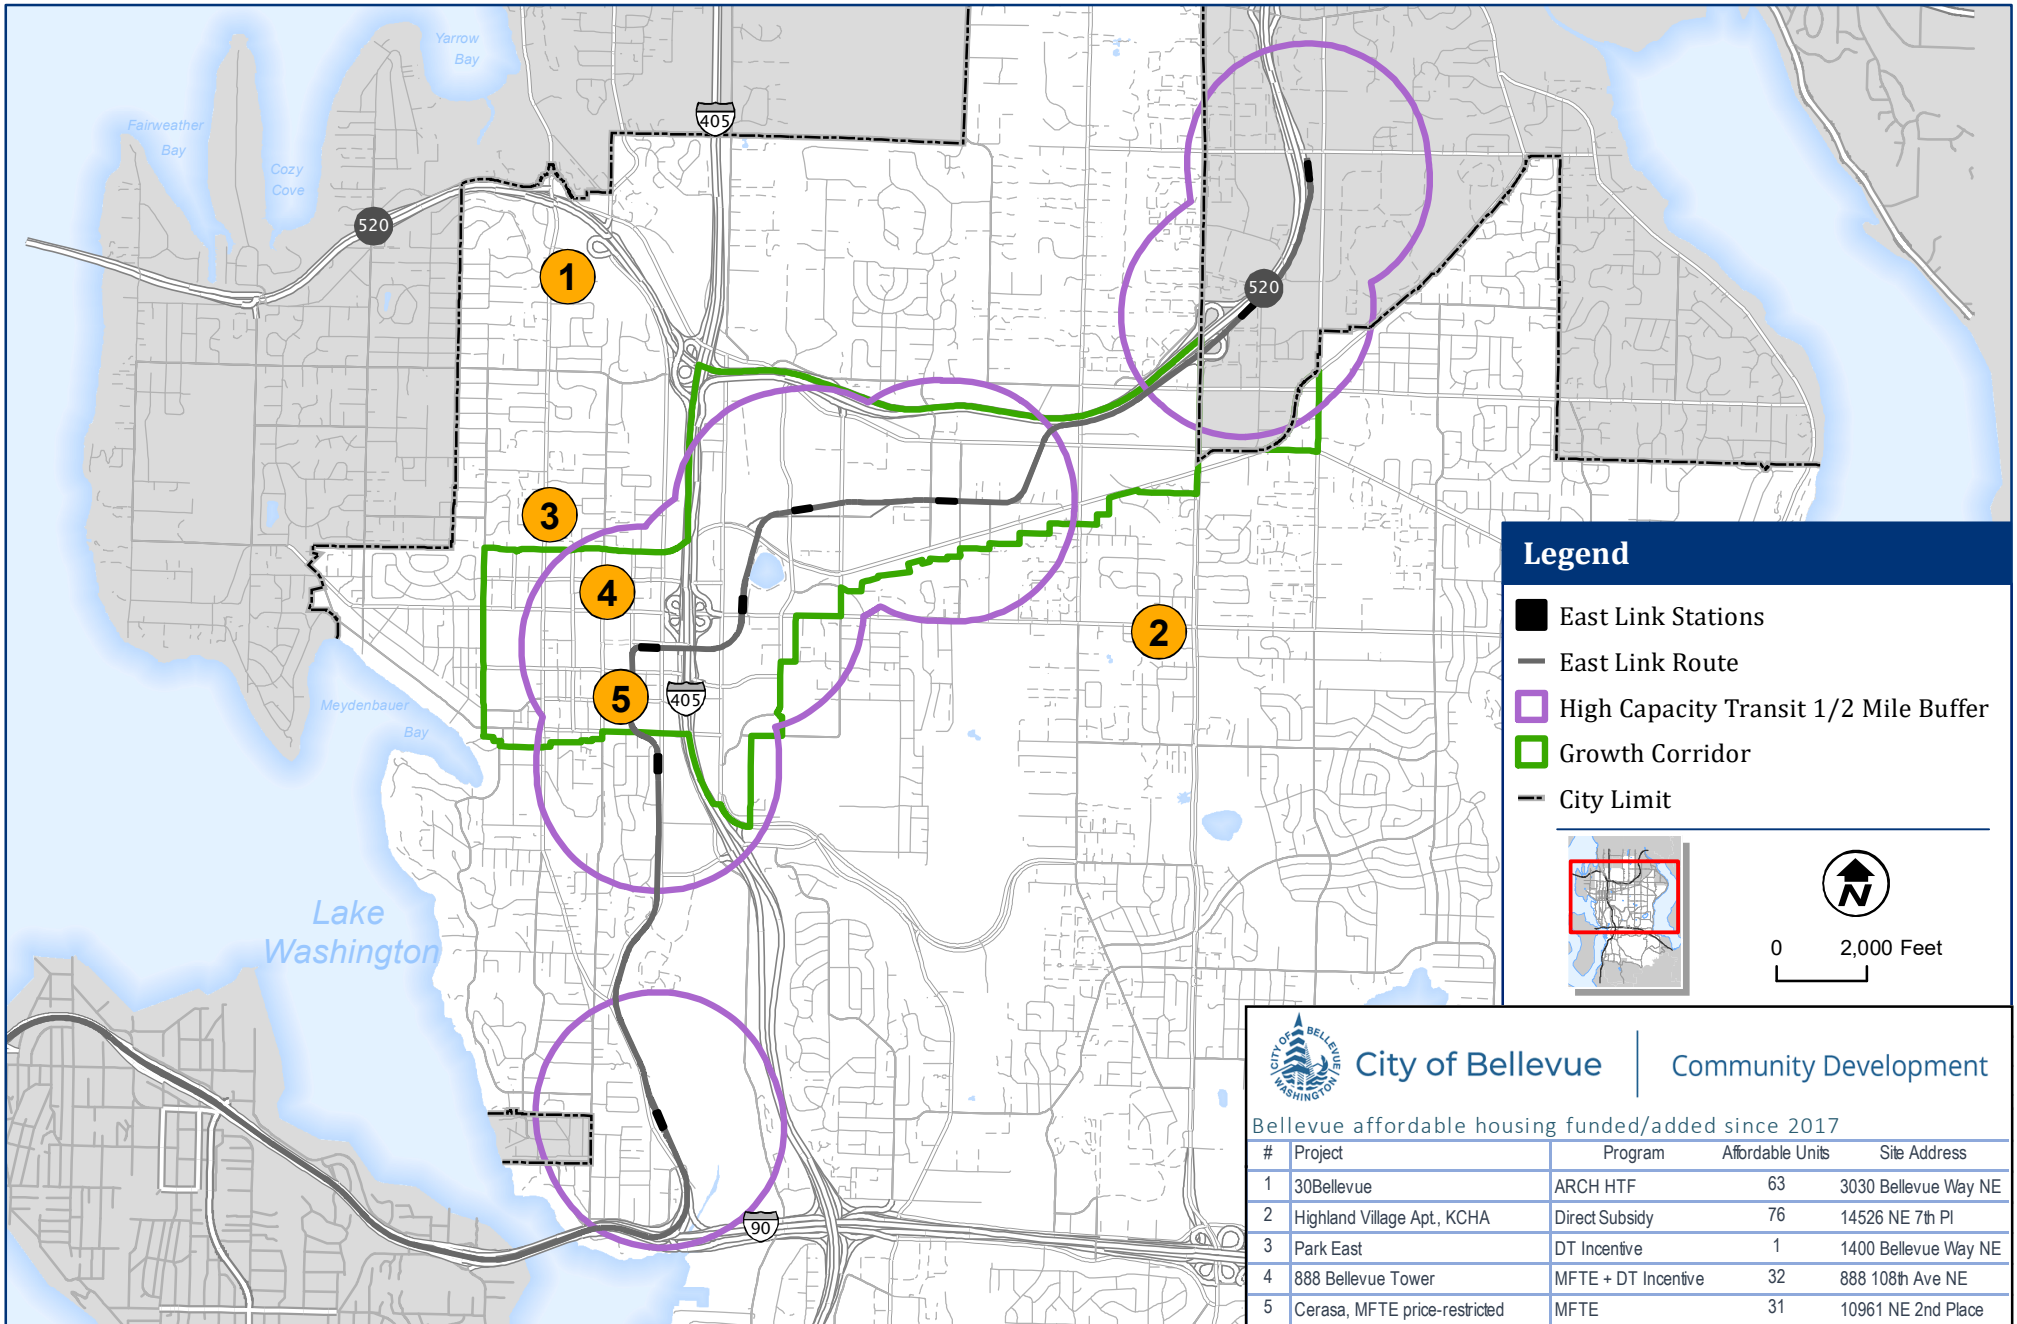 Yarrow
Bay
Fairweather
Bay
Cozy
Cove
405
520
1
520
3
4
2
5
405
Meydenbauer
Bay
Lake
Washington
90
Legend
East Link Stations
East Link Route
High Capacity Transit 1/2 Mile Buffer
Growth Corridor
City Limit
N
0 2,000 Feet
CITY OF BELLEVUE WASHINGTON
City of Bellevue Community Development
Bellevue affordable housing funded/added since 2017
# Project Program Affordable Units Site Address
1 30Bellevue ARCH HTF 63 3030 Bellevue Way NE
2 Highland Village Apt., KCHA Direct Subsidy 76 14526 NE 7th Pl
3 Park East DT Incentive 1 1400 Bellevue Way NE
4 888 Bellevue Tower MFTE + DT Incentive 32 888 108th Ave NE
5 Cerasa, MFTE price-restricted MFTE 31 10961 NE 2nd Place